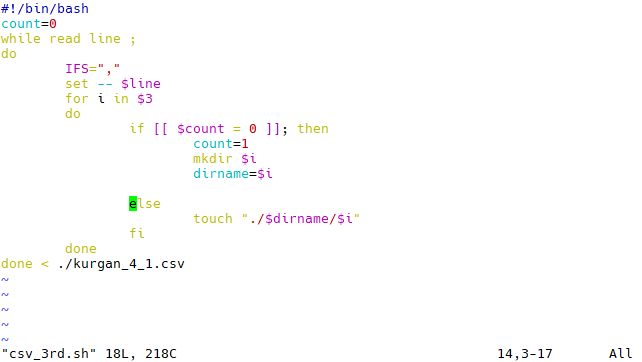 #!/bin/bash
count=0
while read line ;
do
        IFS=","
        set -- $line
        for i in $3
        do
                if [[ $count = 0 ]]; then
                        count=1
                        mkdir $i
                        dirname=$i

                else
                        touch "./$dirname/$i"
                fi
        done
done < ./kurgan_4_1.csv
~
~
~
~
~
"csv_3rd.sh" 18L, 218C                                        14,3-17       All